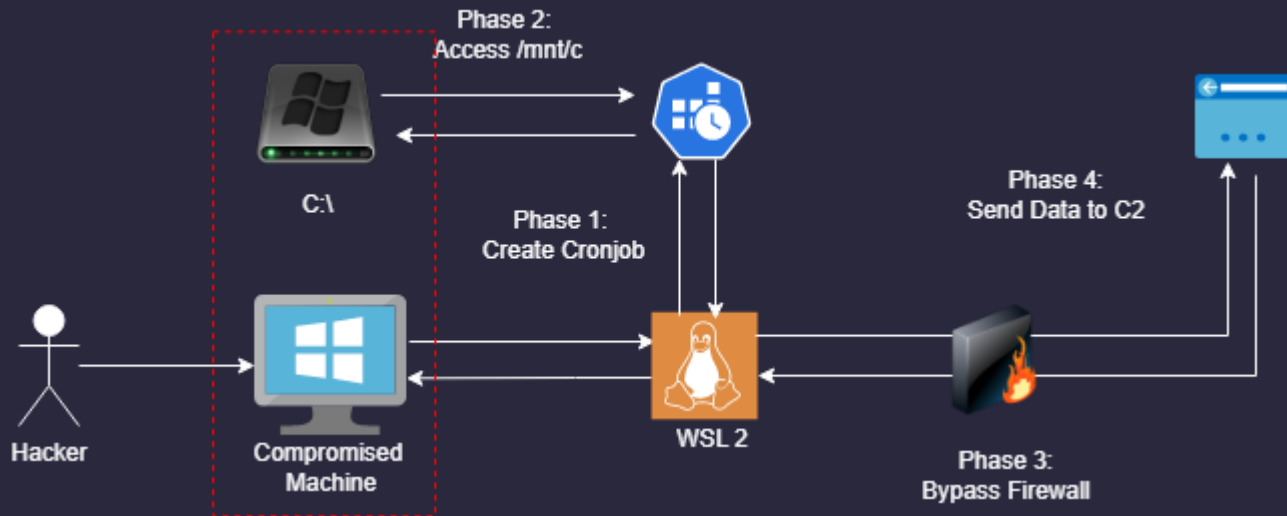 Phase 2:
Access /mnt/c
C:\
Phase 1:
Create Cronjob
Phase 4:
Send Data to C2
Hacker
Compromised
Machine
WSL 2
Phase 3:
Bypass Firewall